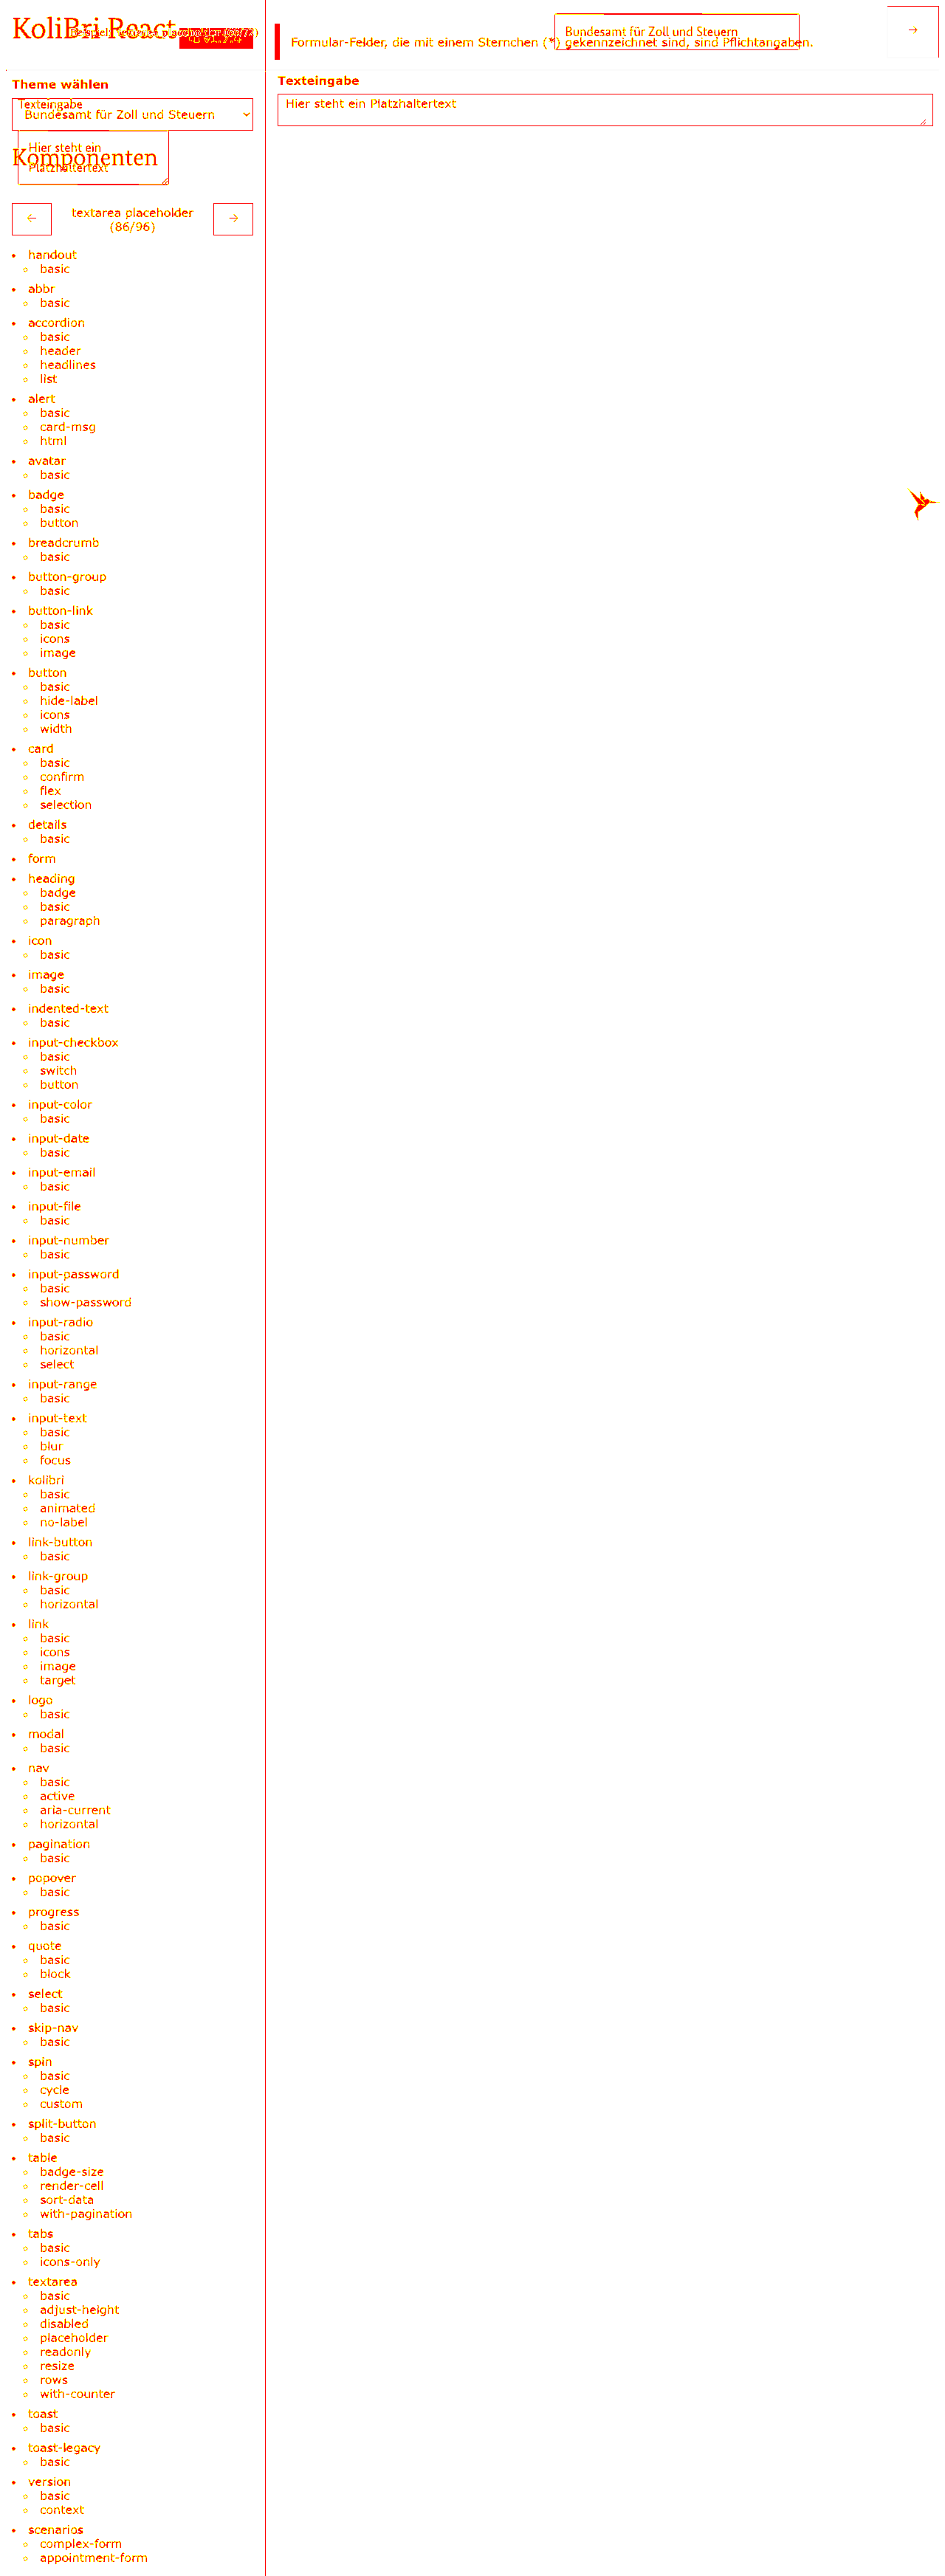 KoliBri React
Bundesamt für Zoll und Steuern
→
Formular-Felder, die mit einem Sternchen (*) gekennzeichnet sind, sind Pflichtangaben.
Theme wählen
Texteingabe
Bundesamt für Zoll und Steuern
Texteingabe
Hier steht ein Platzhaltertext
Hier steht ein
Platzhaltertext
Komponenten
← textarea placeholder →
(86/96)
handout
basic
abbr
basic
accordion
basic
header
headlines
list
alert
basic
card-msg
html
avatar
basic
badge
basic
button
breadcrumb
basic
button-group
basic
button-link
basic
icons
image
button
basic
hide-label
icons
width
card
basic
confirm
flex
selection
details
basic
form
heading
badge
basic
paragraph
icon
basic
image
basic
indented-text
basic
input-checkbox
basic
switch
button
input-color
basic
input-date
basic
input-email
basic
input-file
basic
input-number
basic
input-password
basic
show-password
input-radio
basic
horizontal
select
input-range
basic
input-text
basic
blur
focus
kolibri
basic
animated
no-label
link-button
basic
link-group
basic
horizontal
link
basic
icons
image
target
logo
basic
modal
basic
nav
basic
active
aria-current
horizontal
pagination
basic
popover
basic
progress
basic
quote
basic
block
select
basic
skip-nav
basic
spin
basic
cycle
custom
split-button
basic
table
badge-size
render-cell
sort-data
with-pagination
tabs
basic
icons-only
textarea
basic
adjust-height
disabled
placeholder
readonly
resize
rows
with-counter
toast
basic
toast-legacy
basic
version
basic
context
scenarios
complex-form
appointment-form